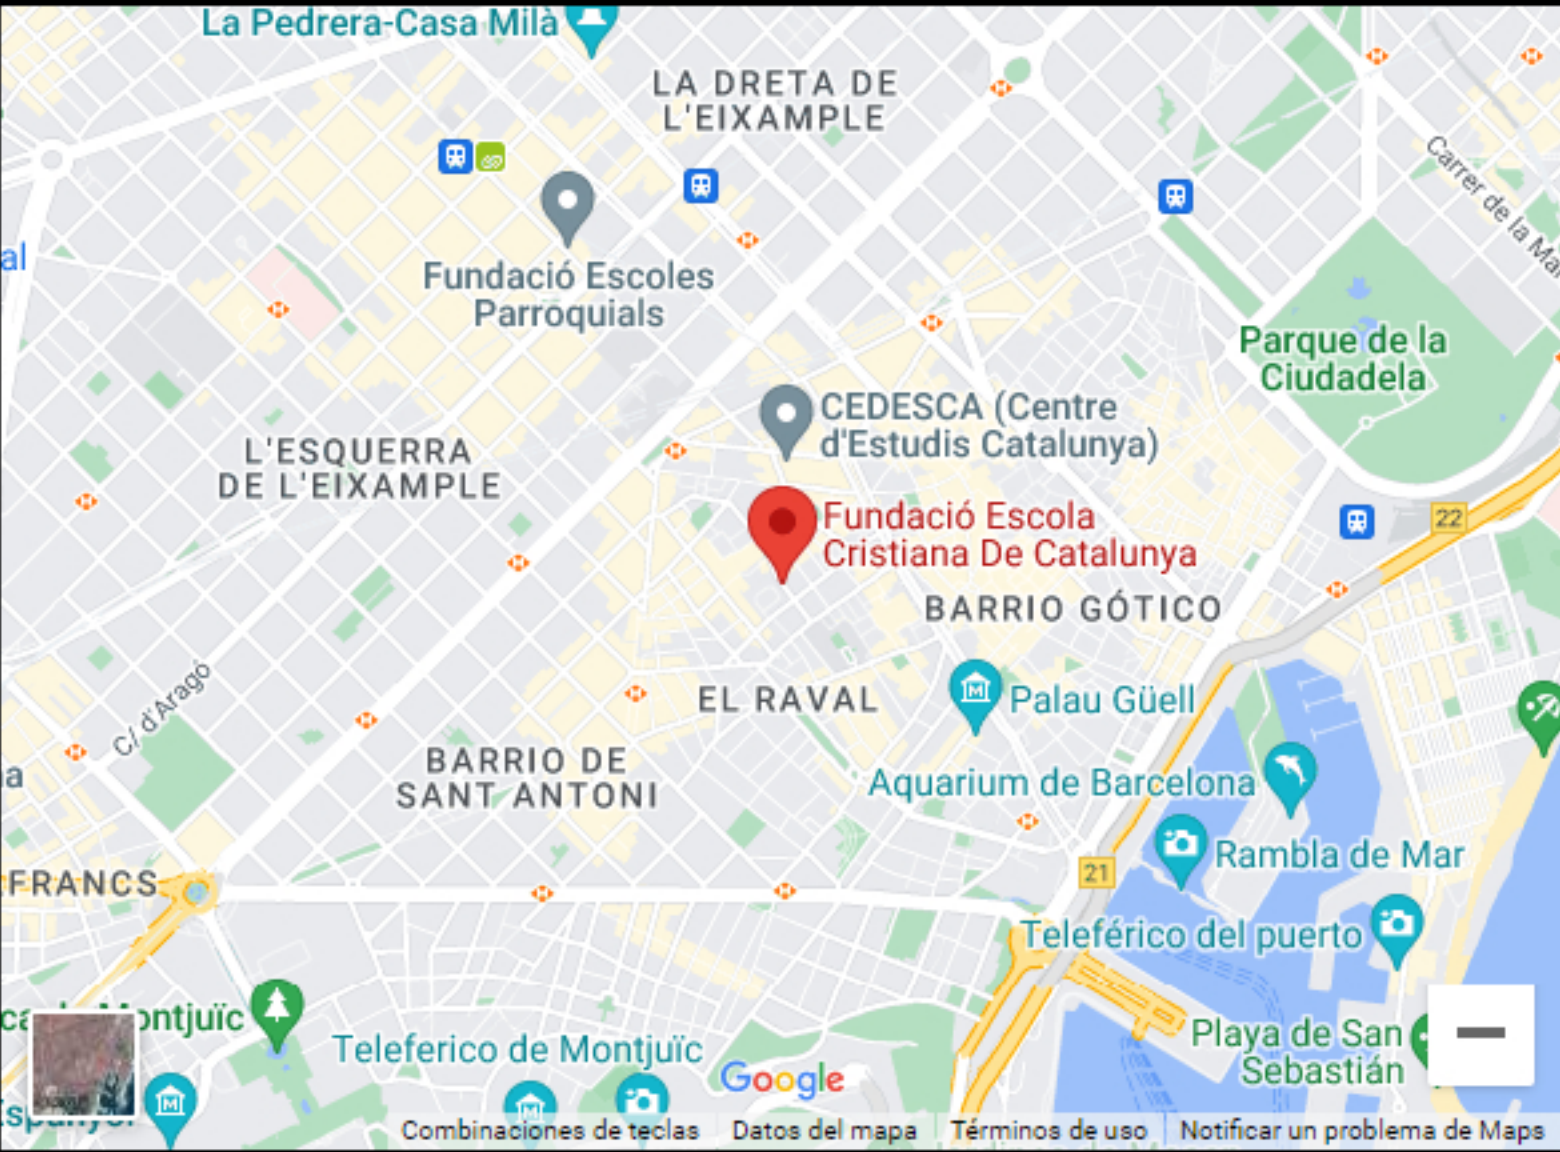 La Pedrera-Casa Milà
LA DRETA DE
L'EIXAMPLE
Carrer de la
al
Fundació Escoles
Parroquials
Parque de la
Ciudadela
CEDESCA (Centre
d'Estudis Catalunya)
L'ESQUERRA
DE L'EIXAMPLE
Fundació Escola
Cristiana De Catalunya
22
BARRIO GÓTICO
C/ d'Aragó
EL RAVAL
Palau Güell
a
BARRIO DE
SANT ANTONI
Aquarium de Barcelona
Rambla de Mar
21
FRANCS
Teleférico del puerto
ontjuïc
Teleferico de Montjuïc
Playa de San
Sebastián
Google
Combinaciones de teclas
Datos del mapa
Términos de uso
Notificar un problema de Maps